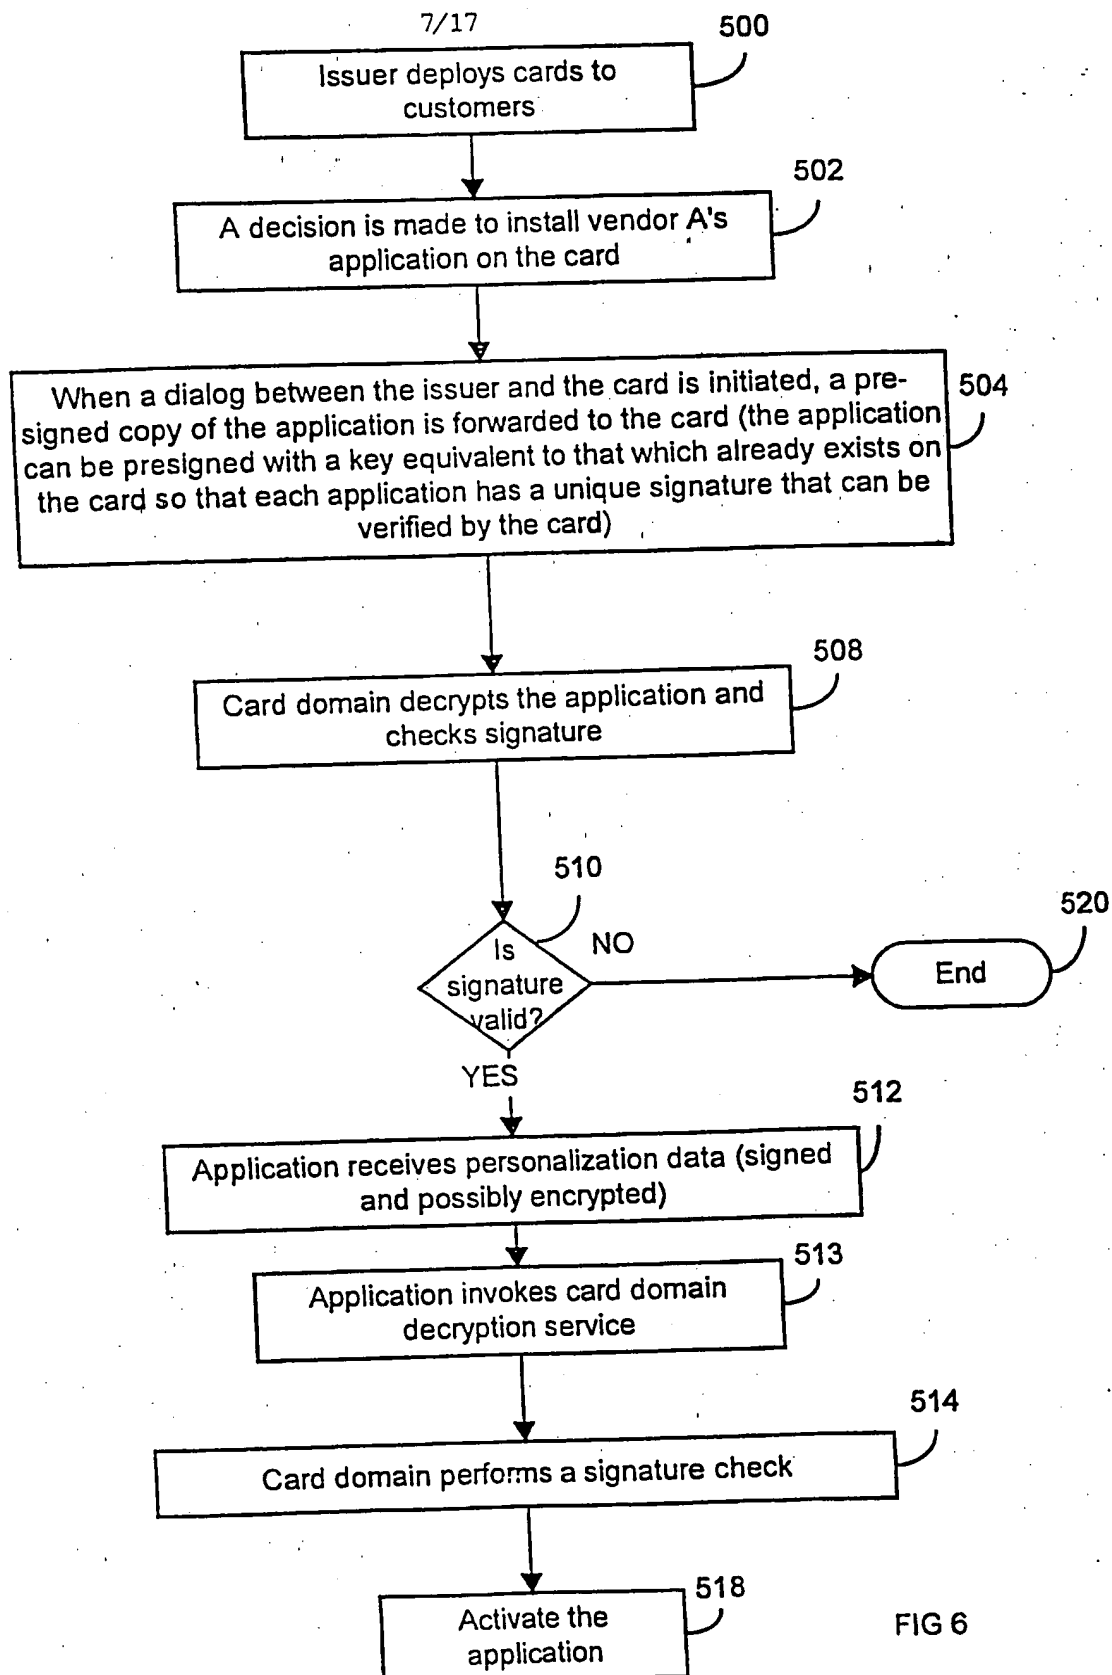 7/17
500
Issuer deploys cards to
customers
502
A decision is made to install vendor A's
application on the card
504
When a dialog between the issuer and the card is initiated, a pre-
signed copy of the application is forwarded to the card (the application
can be presigned with a key equivalent to that which already exists on
the card so that each application has a unique signature that can be
verified by the card)
508
Card domain decrypts the application and
checks signature
510
Is
signature
valid?
NO
520
End
YES
512
Application receives personalization data (signed
and possibly encrypted)
513
Application invokes card domain
decryption service
514
Card domain performs a signature check
518
Activate the
application
FIG 6